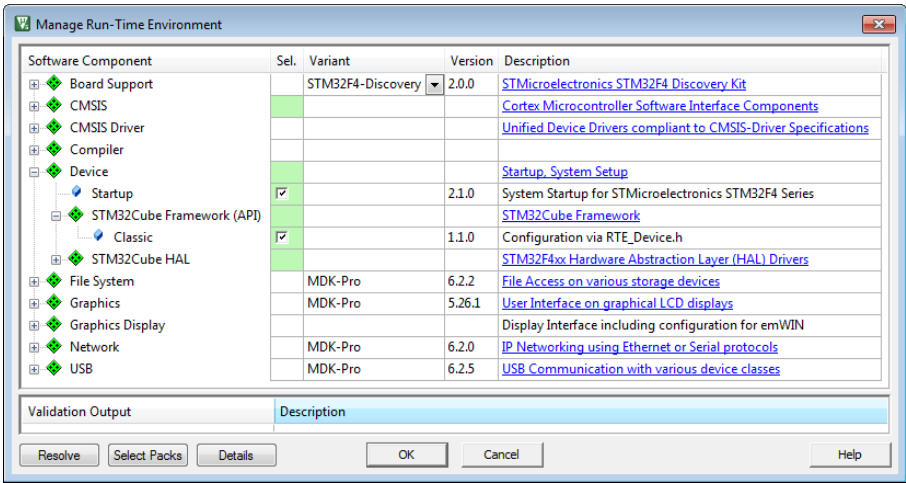 Manage Run-Time Environment
Software Component Sel. Variant Version Description
Board Support STM32F4-Discovery 2.0.0 STMicroelectronics STM32F4 Discovery Kit
CMSIS Cortex Microcontroller Software Interface Components
CMSIS Driver Unified Device Drivers compliant to CMSIS-Driver Specifications
Compiler
Device Startup, System Setup
Startup 2.1.0 System Startup for STMicroelectronics STM32F4 Series
STM32Cube Framework (API) STM32Cube Framework
Classic 1.1.0 Configuration via RTE_Device.h
STM32Cube HAL STM32F4xx Hardware Abstraction Layer (HAL) Drivers
File System MDK-Pro 6.2.2 File Access on various storage devices
Graphics MDK-Pro 5.26.1 User Interface on graphical LCD displays
Graphics Display Display Interface including configuration for emWIN
Network MDK-Pro 6.2.0 IP Networking using Ethernet or Serial protocols
USB MDK-Pro 6.2.5 USB Communication with various device classes
Validation Output Description
Resolve Select Packs Details OK Cancel Help